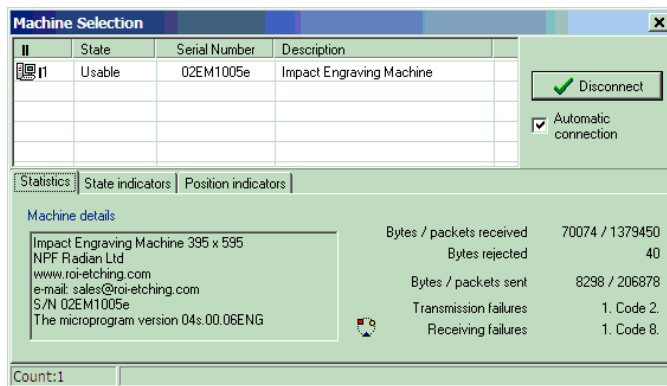 Machine Selection
State Serial Number Description
Usable 02EM1005e Impact Engraving Machine
Disconnect
Automatic
connection
Statistics State indicators Position indicators
Machine details
Impact Engraving Machine 395 x 595
NPF Radian Ltd
www.roi-etching.com
e-mail: sales@roi-etching.com
S/N 02EM1005e
The microprogram version 04s.00.06ENG
Bytes / packets received 70074 / 1379450
Bytes rejected 40
Bytes / packets sent 8298 / 206878
Transmission failures 1. Code 2.
Receiving failures 1. Code 8.
Count:1